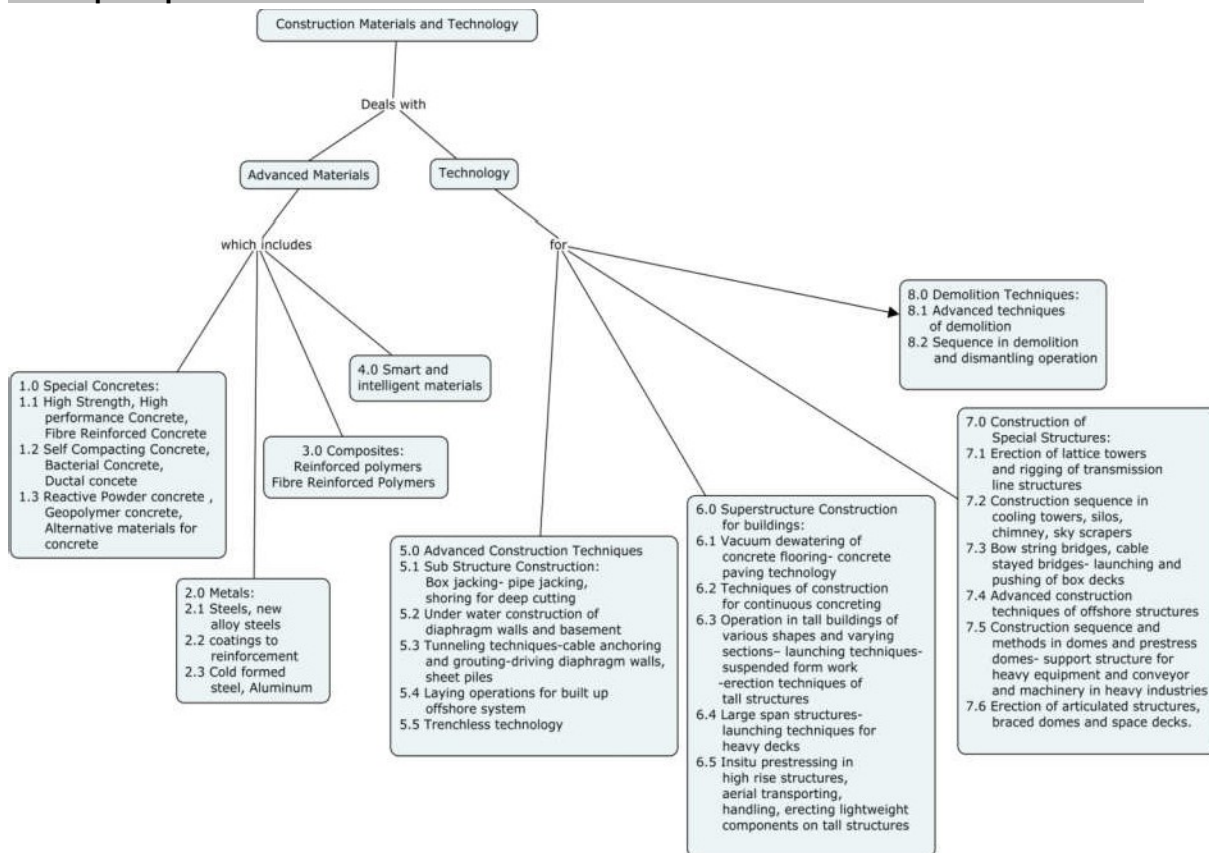 Construction Materials and Technology
Deals with
Advanced Materials
Technology
which includes
for
1.0 Special Concretes:
1.1 High Strength, High
performance Concrete,
Fibre Reinforced Concrete
1.2 Self Compacting Concrete,
Bacterial Concrete,
Ductal concete
1.3 Reactive Powder concrete ,
Geopolymer concrete,
Alternative materials for
concrete
2.0 Metals:
2.1 Steels, new
alloy steels
2.2 coatings to
reinforcement
2.3 Cold formed
steel, Aluminum
3.0 Composites:
Reinforced polymers
Fibre Reinforced Polymers
4.0 Smart and
intelligent materials
5.0 Advanced Construction Techniques
5.1 Sub Structure Construction:
Box jacking- pipe jacking,
shoring for deep cutting
5.2 Under water construction of
diaphragm walls and basement
5.3 Tunneling techniques-cable anchoring
and grouting-driving diaphragm walls,
sheet piles
5.4 Laying operations for built up
offshore system
5.5 Trenchless technology
6.0 Superstructure Construction
for buildings:
6.1 Vacuum dewatering of
concrete flooring- concrete
paving technology
6.2 Techniques of construction
for continuous concreting
6.3 Operation in tall buildings of
various shapes and varying
sections– launching techniques-
suspended form work
-erection techniques of
tall structures
6.4 Large span structures-
launching techniques for
heavy decks
6.5 Insitu prestressing in
high rise structures,
aerial transporting,
handling, erecting lightweight
components on tall structures
7.0 Construction of
Special Structures:
7.1 Erection of lattice towers
and rigging of transmission
line structures
7.2 Construction sequence in
cooling towers, silos,
chimney, sky scrapers
7.3 Bow string bridges, cable
stayed bridges- launching and
pushing of box decks
7.4 Advanced construction
techniques of offshore structures
7.5 Construction sequence and
methods in domes and prestress
domes- support structure for
heavy equipment and conveyor
and machinery in heavy industries
7.6 Erection of articulated structures,
braced domes and space decks.
8.0 Demolition Techniques:
8.1 Advanced techniques
of demolition
8.2 Sequence in demolition
and dismantling operation